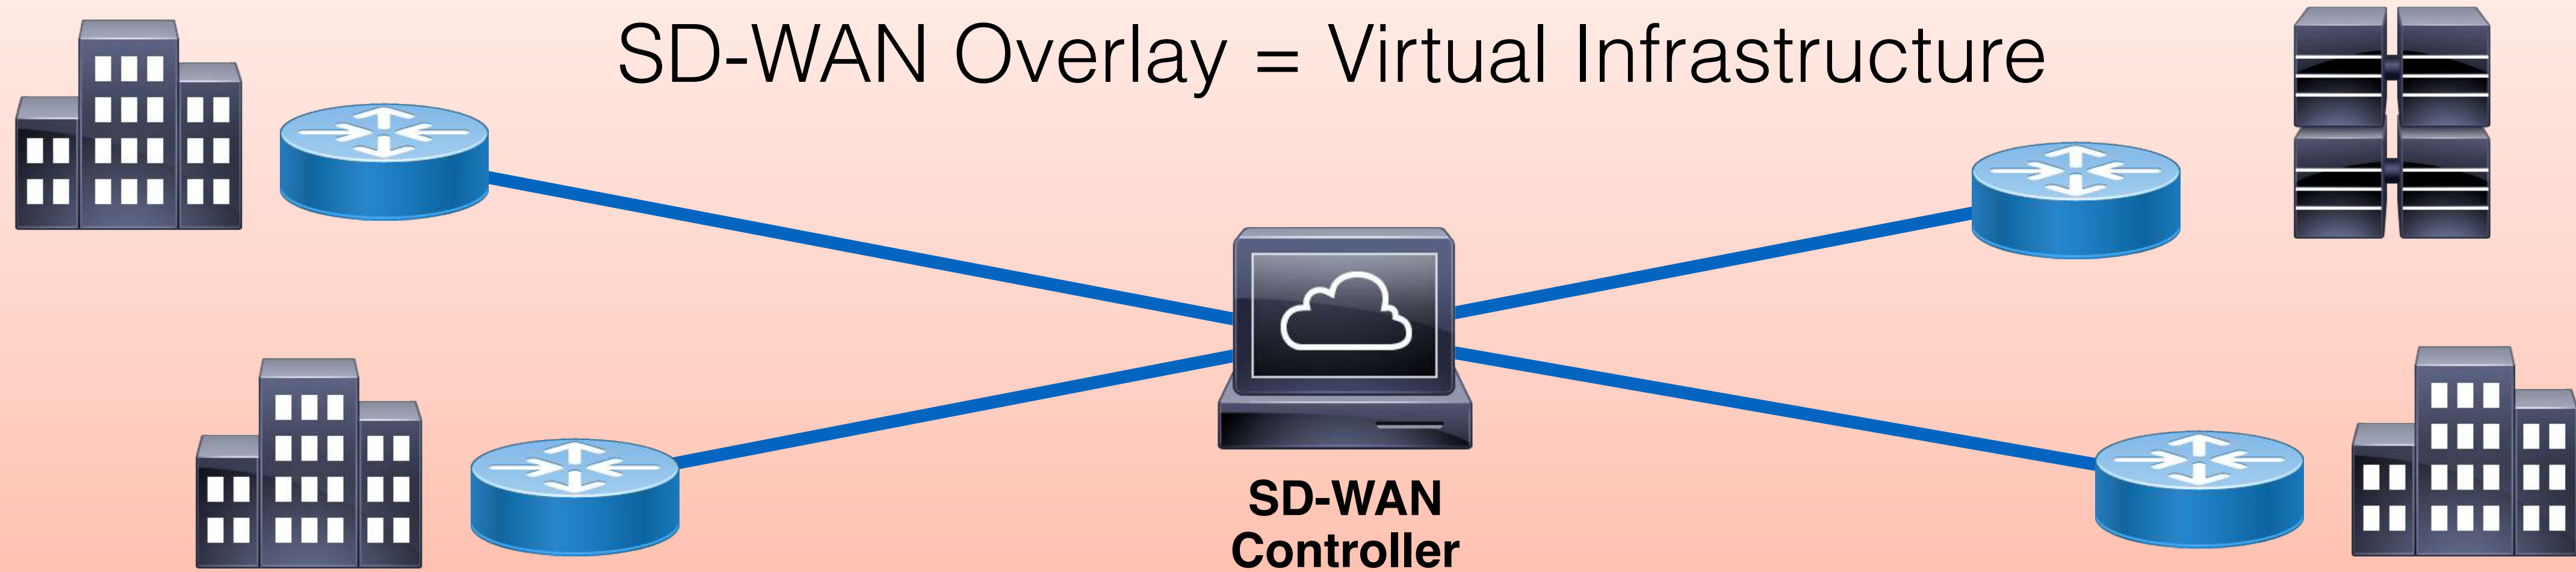 SD-WAN Overlay = Virtual Infrastructure
SD-WAN
Controller